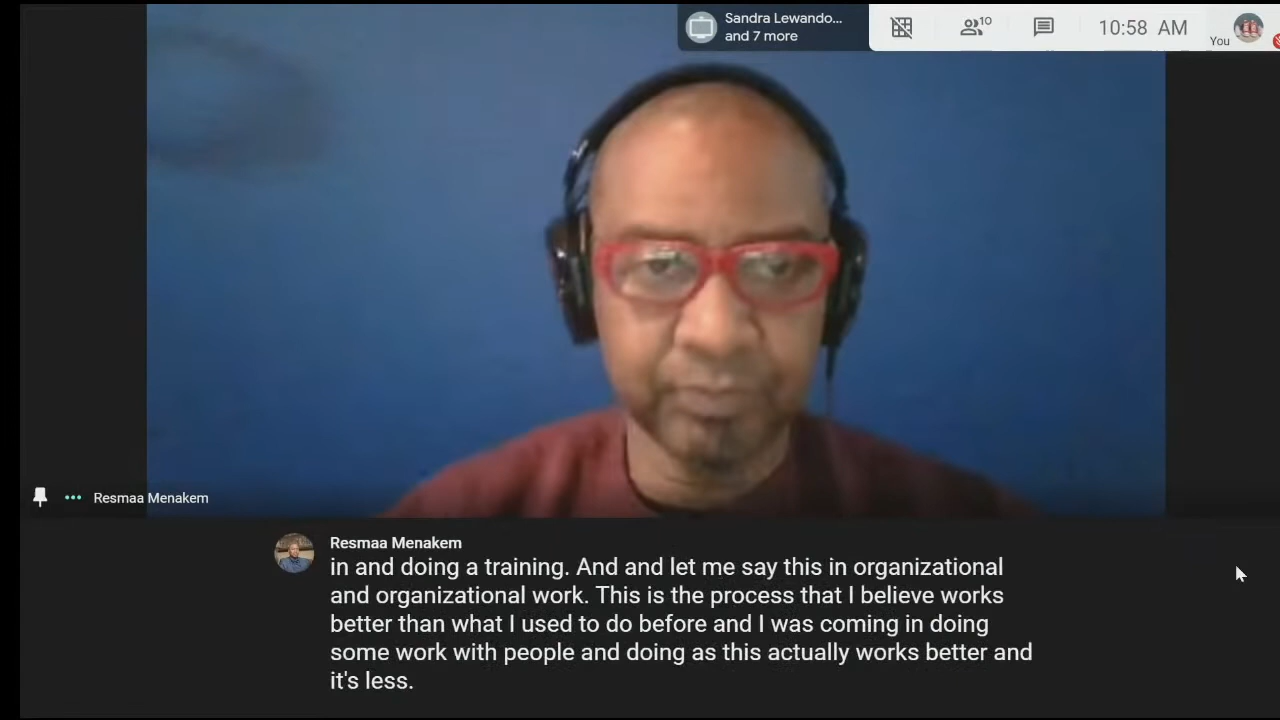 Sandra Lewando...
and 7 more
10
10:58 AM
You
Resmaa Menakem
Resmaa Menakem
in and doing a training. And and let me say this in organizational
and organizational work. This is the process that I believe works
better than what I used to do before and I was coming in doing
some work with people and doing as this actually works better and
it's less.